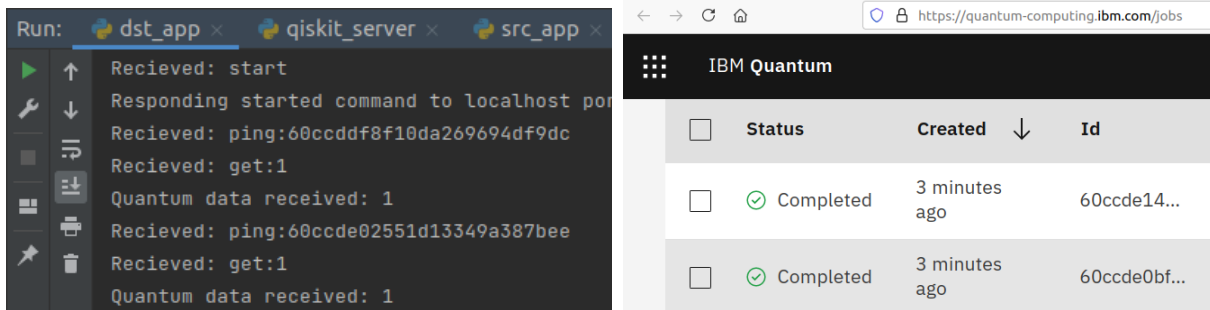 Run: dst_app × qiskit_server × src_app ×
Recieved: start
Responding started command to localhost por
Recieved: ping:60ccddf8f10da269694df9dc
Recieved: get:1
Quantum data received: 1
Recieved: ping:60ccde02551d13349a387bee
Recieved: get:1
Quantum data received: 1
https://quantum-computing.ibm.com/jobs
IBM Quantum
Status Created ↓ Id
Completed 3 minutes ago 60ccde14...
Completed 3 minutes ago 60ccde0bf...